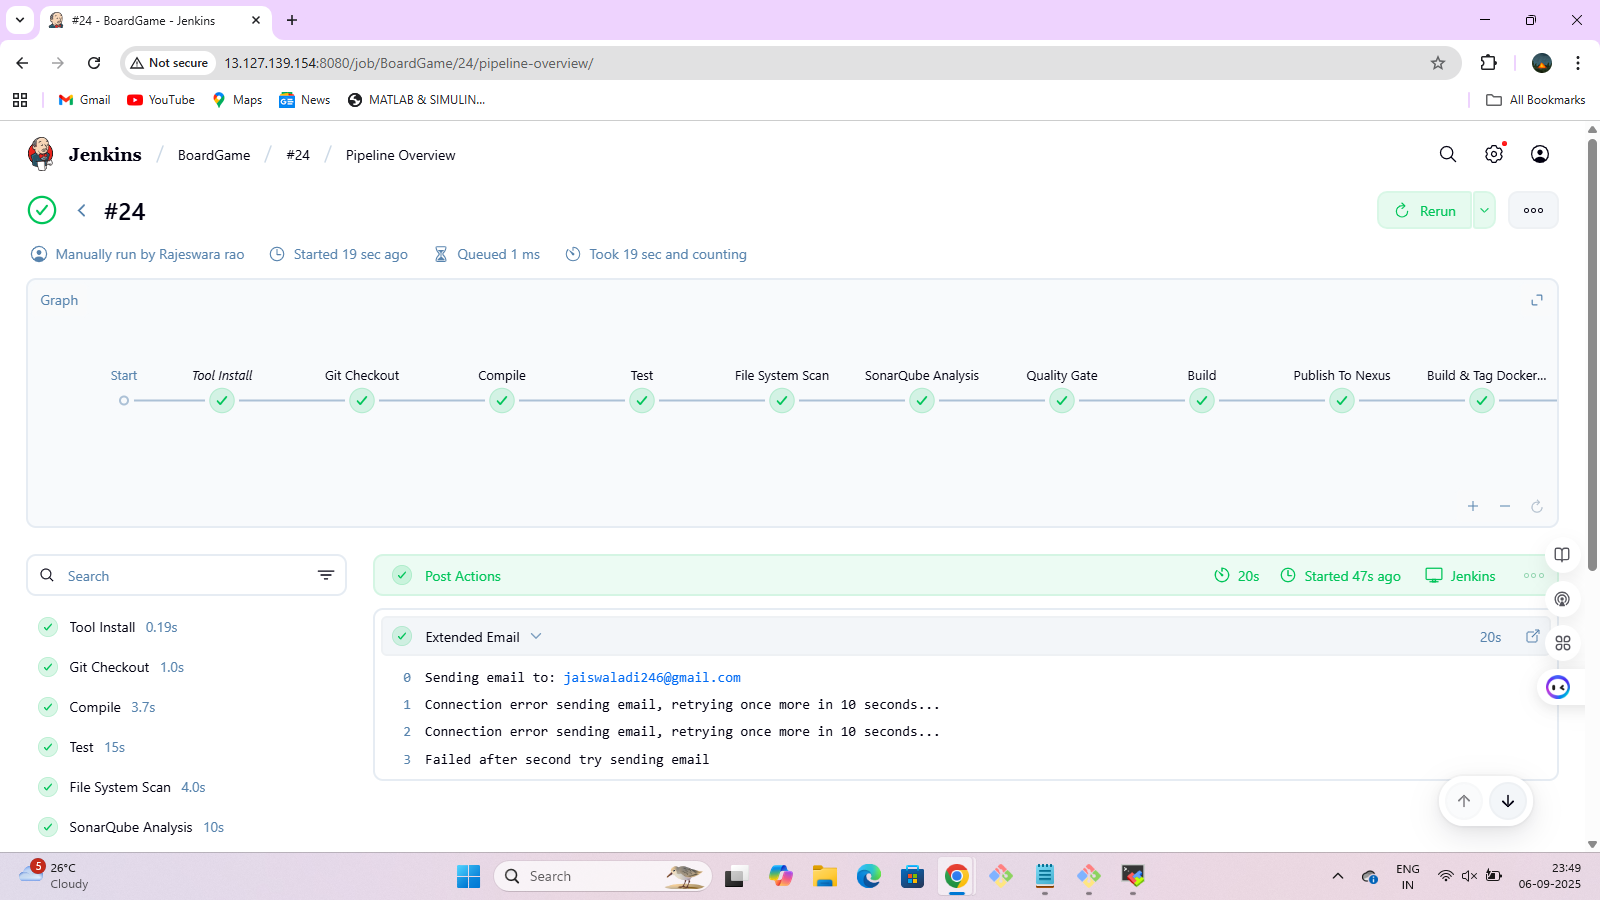 #24 - BoardGame - Jenkins
Not secure
13.127.139.154:8080/job/BoardGame/24/pipeline-overview/
Gmail
YouTube
Maps
News
MATLAB & SIMULIN...
All Bookmarks
Jenkins / BoardGame / #24 / Pipeline Overview
#24
Rerun
Manually run by Rajeswara rao
Started 19 sec ago
Queued 1 ms
Took 19 sec and counting
Graph
Start
Tool Install
Git Checkout
Compile
Test
File System Scan
SonarQube Analysis
Quality Gate
Build
Publish To Nexus
Build & Tag Docker...
Search
Post Actions
20s
Started 47s ago
Jenkins
Tool Install 0.19s
Git Checkout 1.0s
Compile 3.7s
Test 15s
File System Scan 4.0s
SonarQube Analysis 10s
Extended Email
20s
0 Sending email to: jaiswaladi246@gmail.com
1 Connection error sending email, retrying once more in 10 seconds...
2 Connection error sending email, retrying once more in 10 seconds...
3 Failed after second try sending email
5
26°C
Cloudy
Search
ENG
IN
23:49
06-09-2025